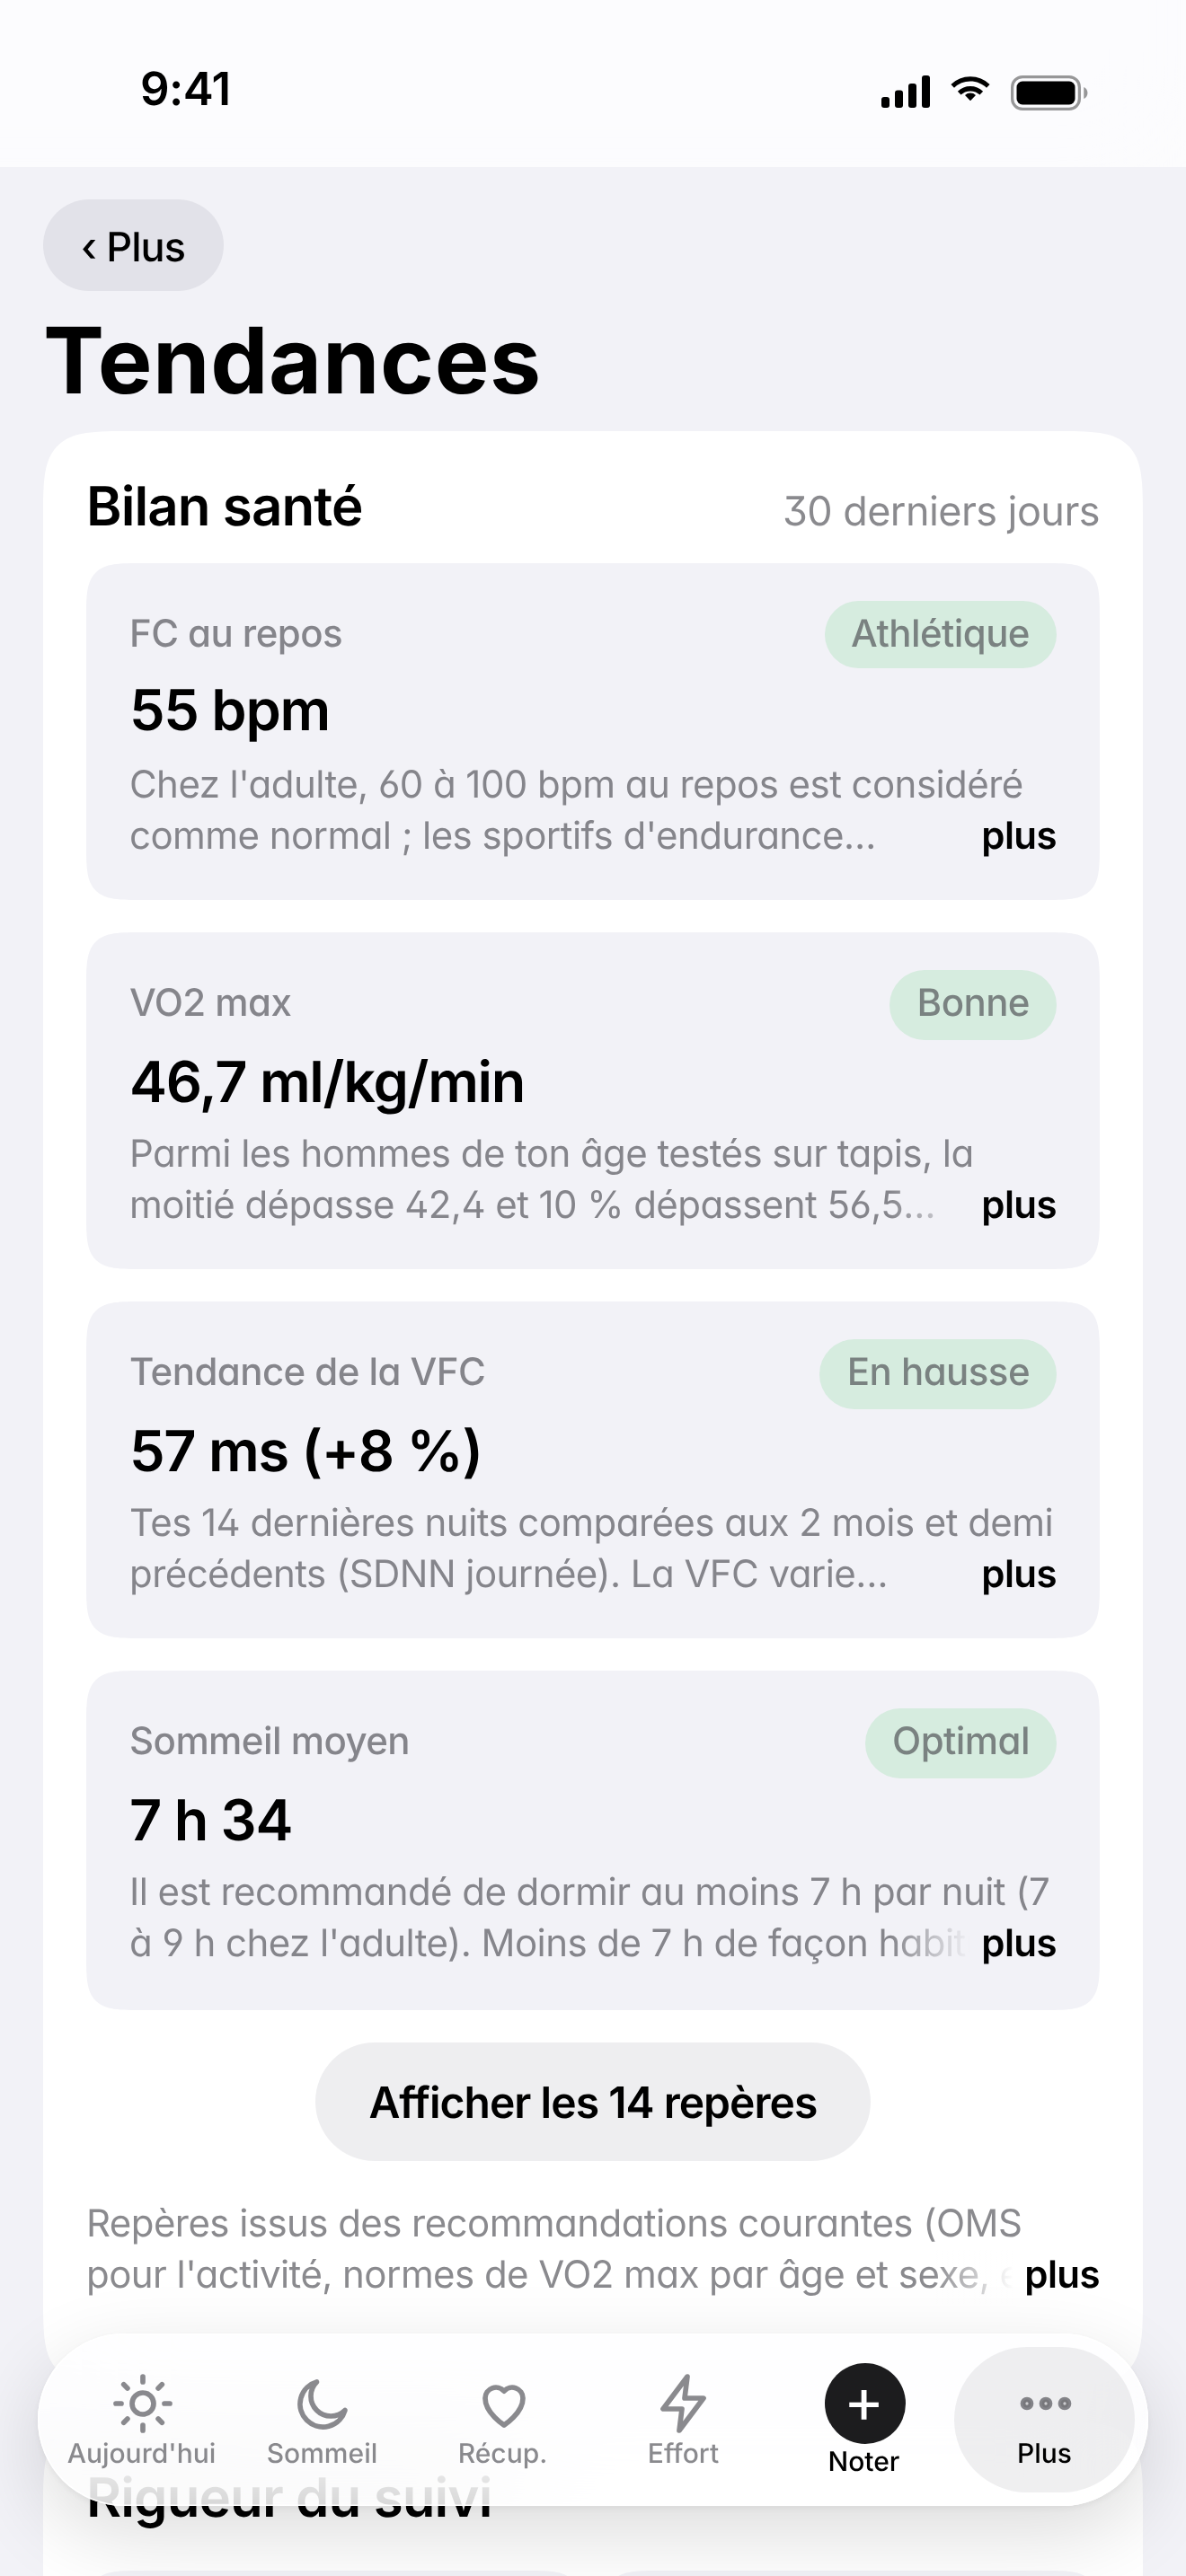 9:41
‹ Plus
Tendances
Bilan santé
30 derniers jours
FC au repos
Athlétique
55 bpm
Chez l'adulte, 60 à 100 bpm au repos est considéré
comme normal ; les sportifs d'endurance... plus
VO2 max
Bonne
46,7 ml/kg/min
Parmi les hommes de ton âge testés sur tapis, la
moitié dépasse 42,4 et 10 % dépassent 56,5... plus
Tendance de la VFC
En hausse
57 ms (+8 %)
Tes 14 dernières nuits comparées aux 2 mois et demi
précédents (SDNN journée). La VFC varie... plus
Sommeil moyen
Optimal
7 h 34
Il est recommandé de dormir au moins 7 h par nuit (7
à 9 h chez l'adulte). Moins de 7 h de façon habit plus
Afficher les 14 repères
Repères issus des recommandations courantes (OMS
pour l'activité, normes de VO2 max par âge et sexe, plus
Aujourd'hui
Sommeil
Récup.
Effort
Noter
Plus
Rigueur du suivi